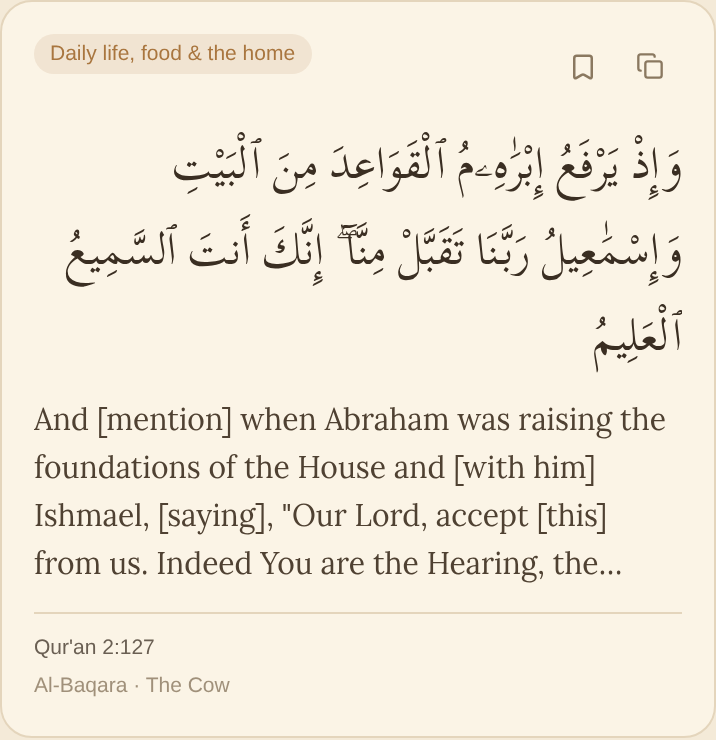 Daily life, food & the home
وَإِذْ يَرْفَعُ إِبْرَٰهِـۧمُ ٱلْقَوَاعِدَ مِنَ ٱلْبَيْتِ
وَإِسْمَٰعِيلُ رَبَّنَا تَقَبَّلْ مِنَّآ ۖ إِنَّكَ أَنتَ ٱلسَّمِيعُ
ٱلْعَلِيمُ
And [mention] when Abraham was raising the
foundations of the House and [with him]
Ishmael, [saying], "Our Lord, accept [this]
from us. Indeed You are the Hearing, the...
Qur'an 2:127
Al-Baqara · The Cow